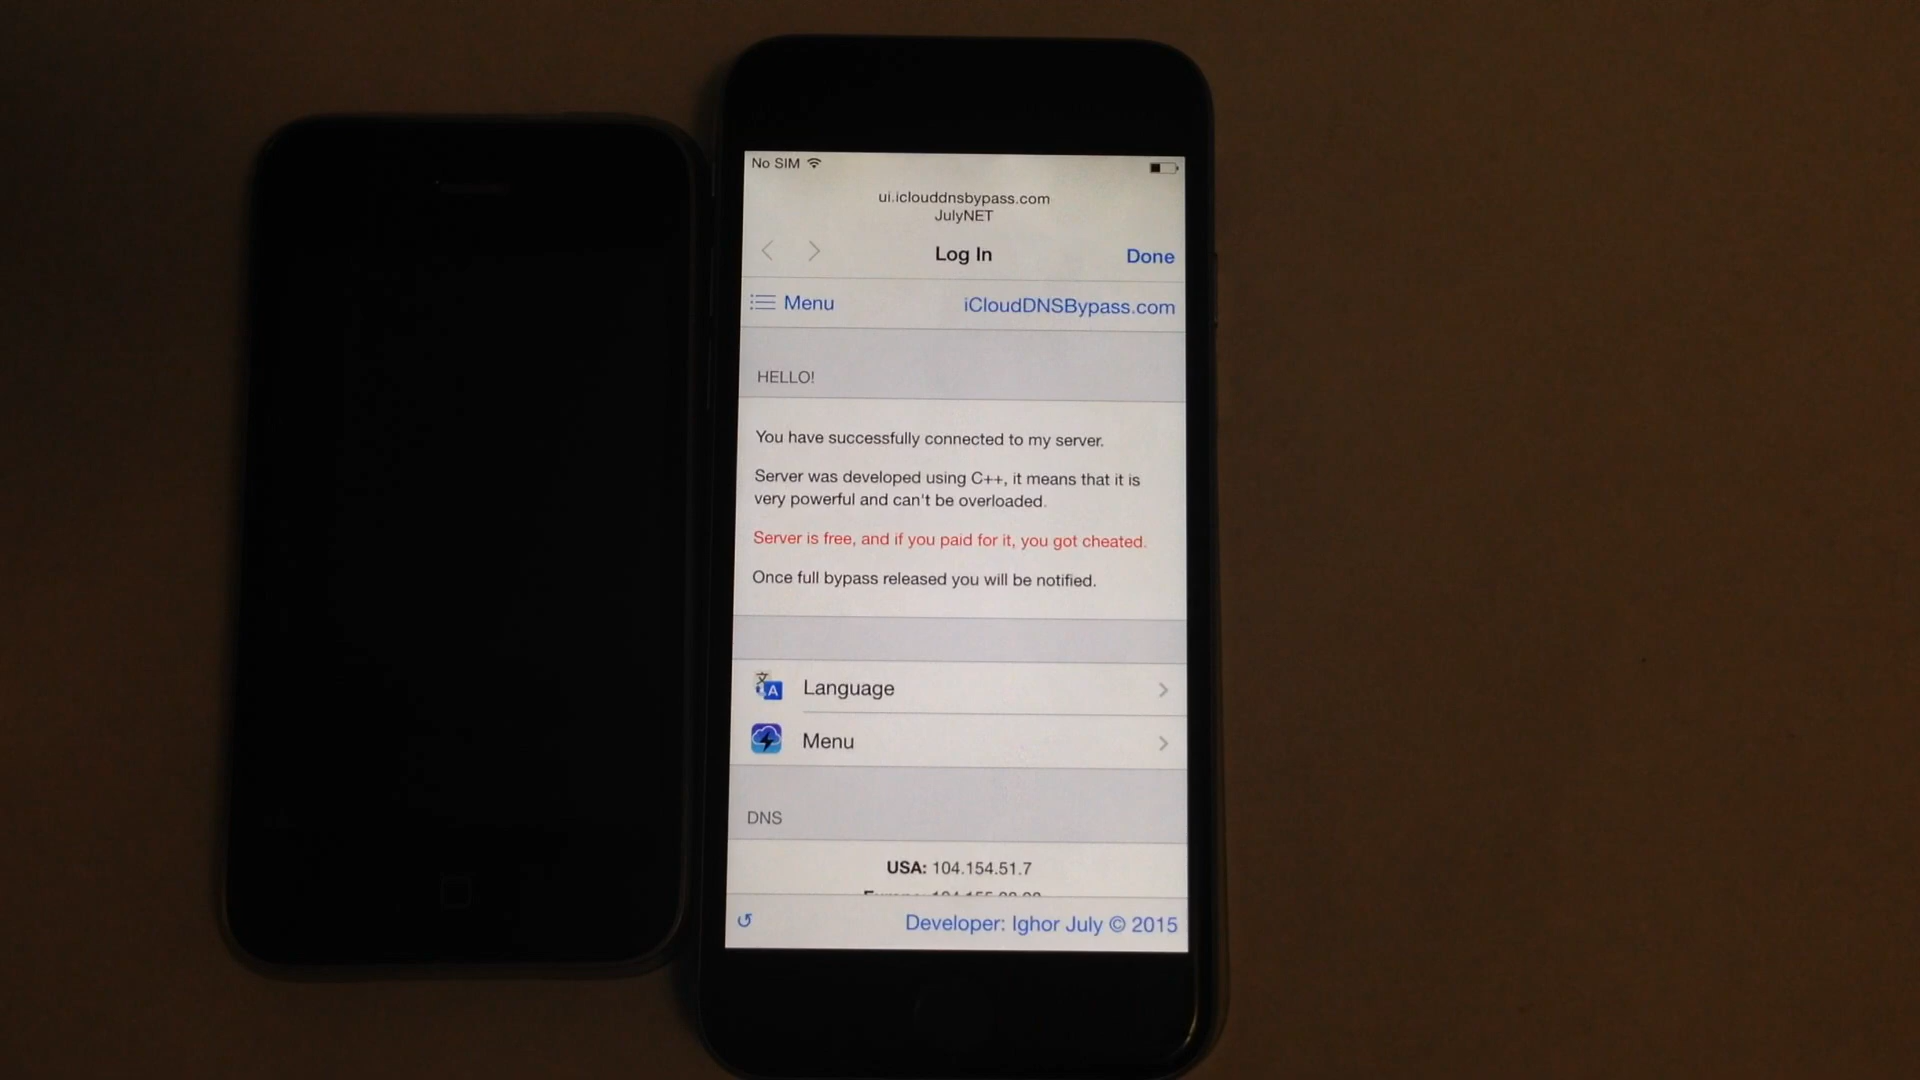 No SIM
ui.iclouddnsbypass.com
JulyNET
Log In
Done
Menu
iCloudDNSBypass.com
HELLO!
You have successfully connected to my server.
Server was developed using C++, it means that it is
very powerful and can't be overloaded.
Server is free, and if you paid for it, you got cheated.
Once full bypass released you will be notified.
文
A
Language
Menu
DNS
USA: 104.154.51.7
Developer: Ighor July © 2015